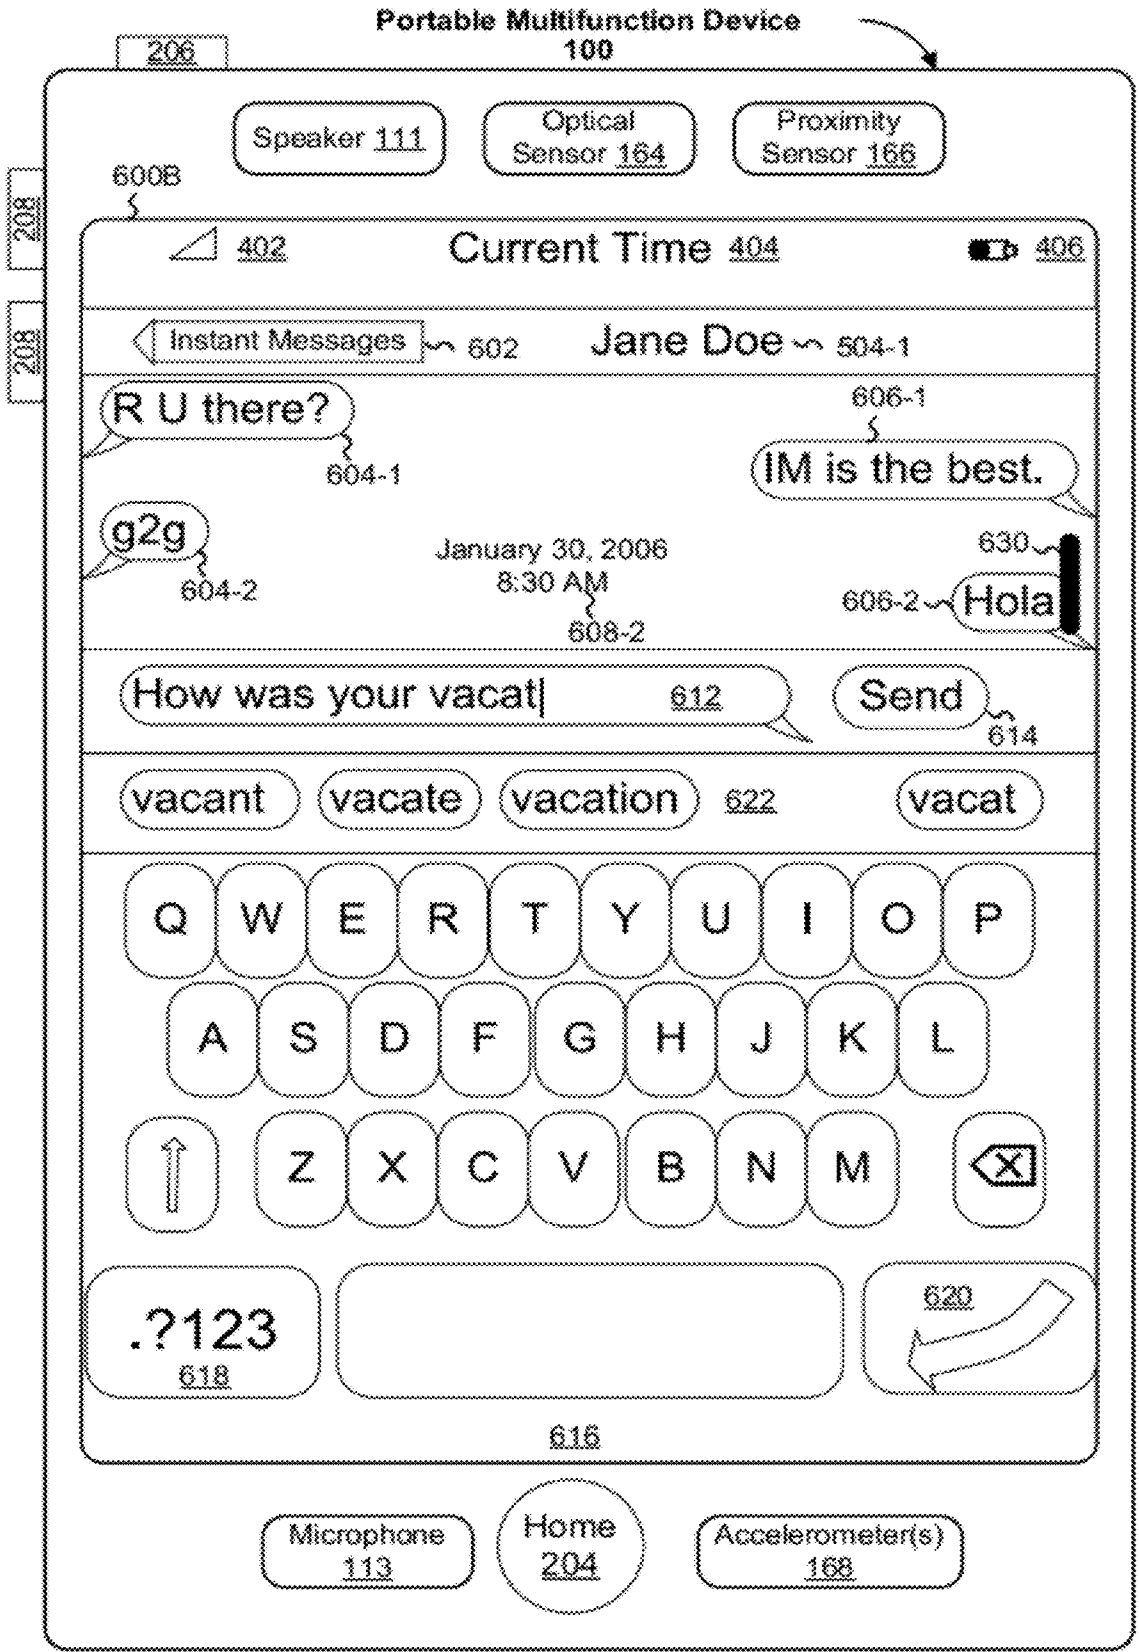 Portable Multifunction Device
100
206
Speaker 111
Optical
Sensor 164
Proximity
Sensor 166
600B
208
208
402
Current Time 404
406
Instant Messages
602
Jane Doe
504-1
R U there?
604-1
606-1
IM is the best.
g2g
604-2
January 30, 2006
8:30 AM
608-2
630
606-2
Hola
How was your vacat
612
Send
614
vacant
vacate
vacation
622
vacat
Q W E R T Y U I O P
A S D F G H J K L
Z X C V B N M
X
.?123
618
620
616
Microphone
113
Home
204
Accelerometer(s)
168